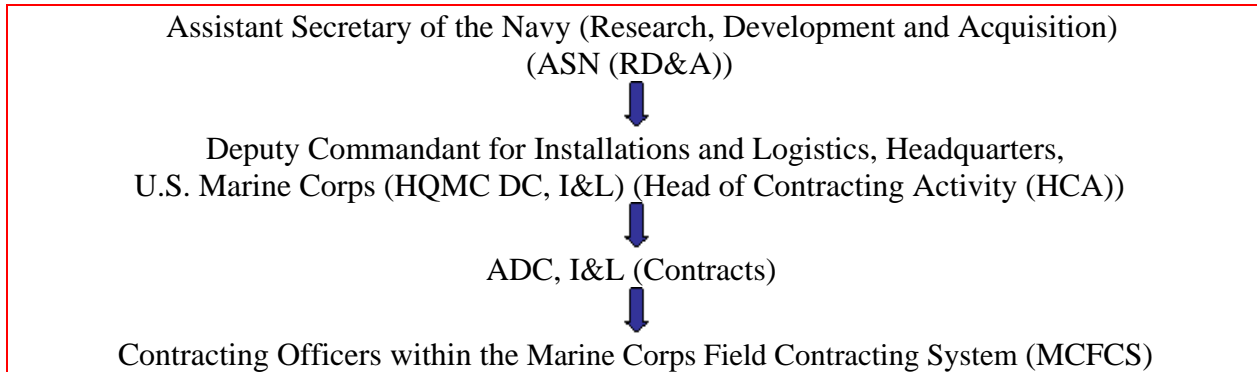 Assistant Secretary of the Navy (Research, Development and Acquisition)
(ASN (RD&A))
Deputy Commandant for Installations and Logistics, Headquarters,
U.S. Marine Corps (HQMC DC, I&L) (Head of Contracting Activity (HCA))
ADC, I&L (Contracts)
Contracting Officers within the Marine Corps Field Contracting System (MCFCS)